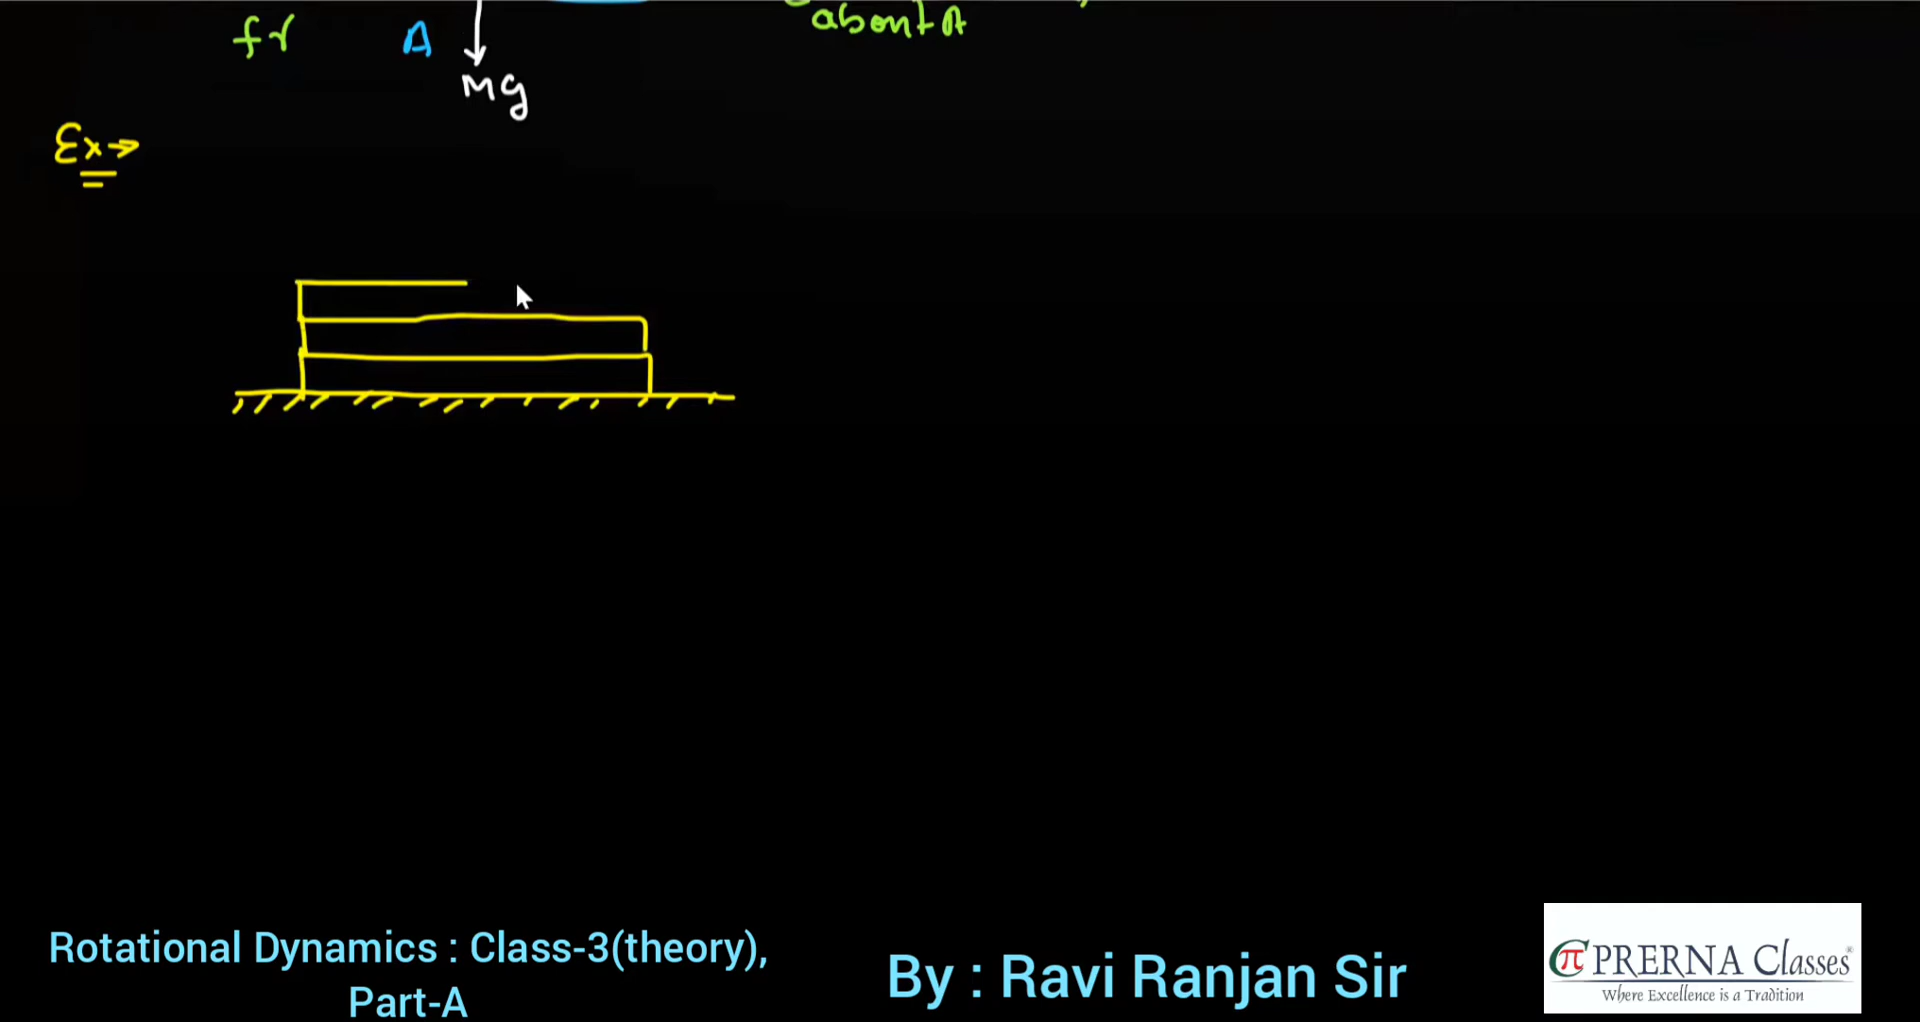 fr A
about A
Mg
Ex→
Rotational Dynamics : Class-3(theory),
Part-A
By : Ravi Ranjan Sir
π PRERNA Classes®
Where Excellence is a Tradition